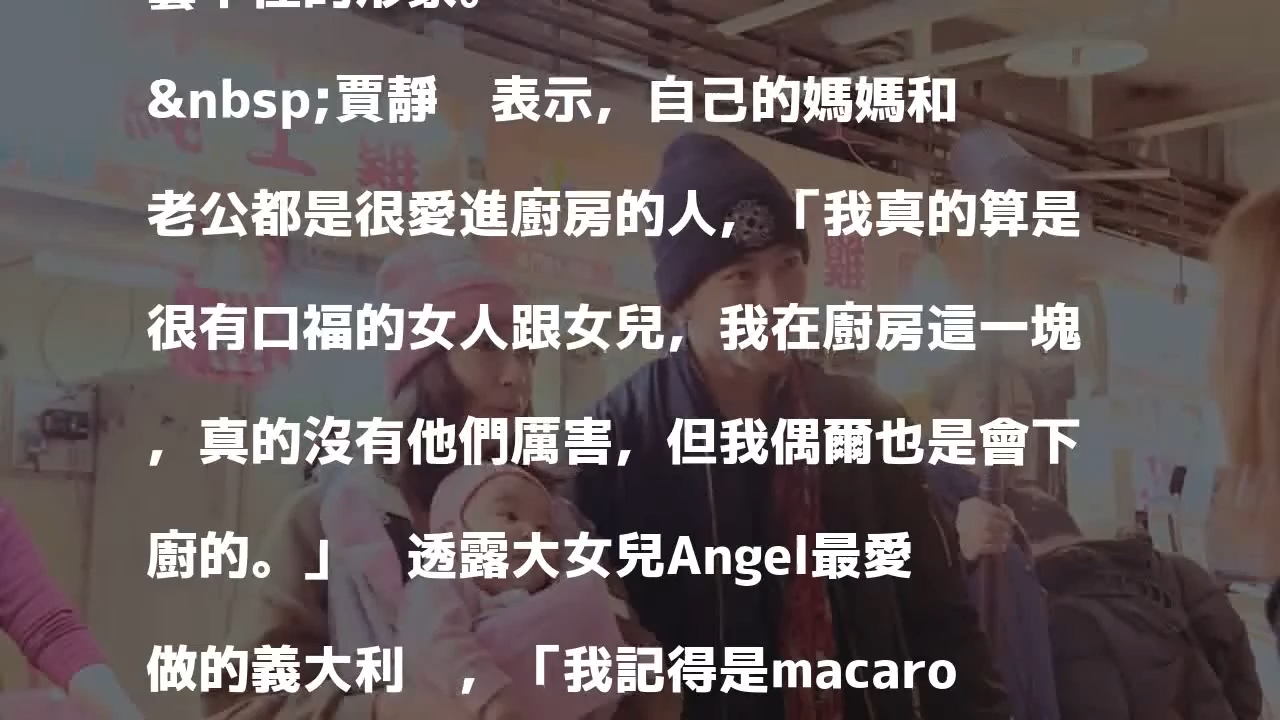 &nbsp;賈靜　表示，自己的媽媽和
老公都是很愛進廚房的人，「我真的算是
很有口福的女人跟女兒，我在廚房這一塊
，真的沒有他們厲害，但我偶爾也是會下
廚的。」　透露大女兒Angel最愛
做的義大利　，「我記得是macaro
雞
雞